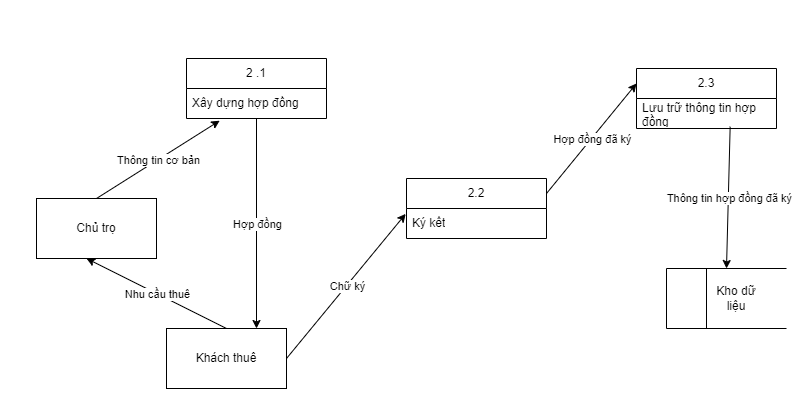 2 .1
Xây dựng hợp đồng
2.3
Lưu trữ thông tin hợp
đồng
Hợp đồng đã ký
Thông tin cơ bản
2.2
Ký kết
Thông tin hợp đồng đã ký
Chủ trọ
Hợp đồng
Chữ ký
Nhu cầu thuê
Kho dữ
liệu
Khách thuê